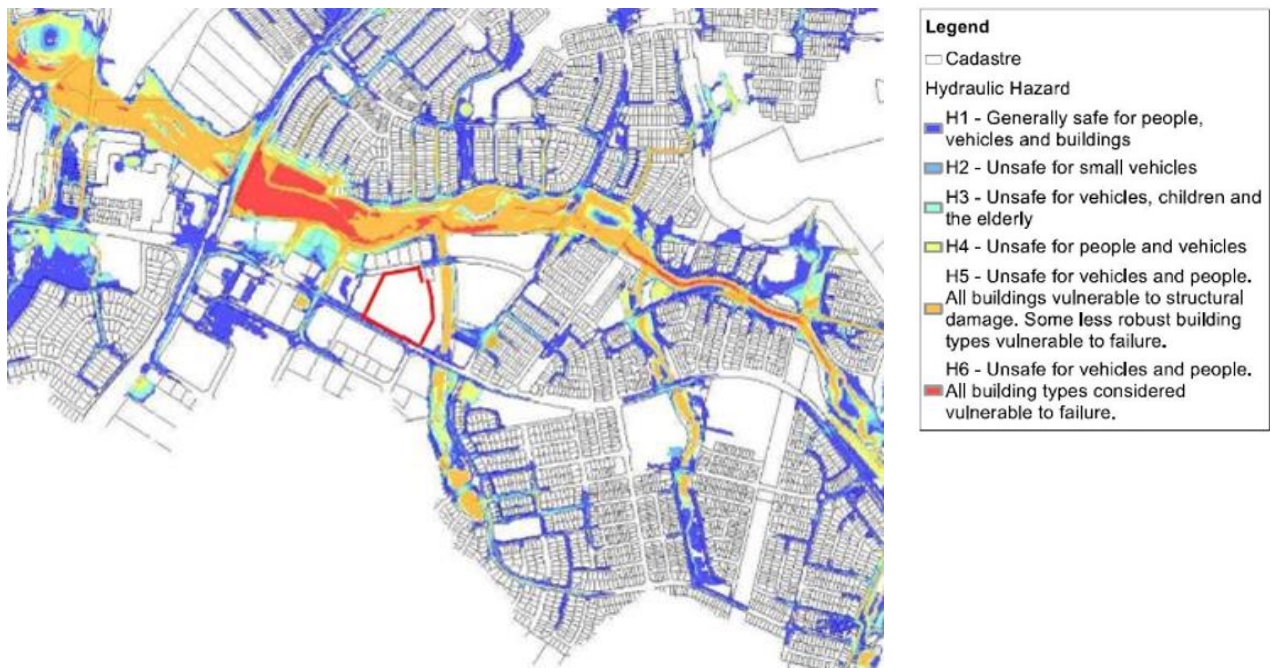 Legend
Cadastre
Hydraulic Hazard
H1 - Generally safe for people,
vehicles and buildings
H2 - Unsafe for small vehicles
H3 - Unsafe for vehicles, children and
the elderly
H4 - Unsafe for people and vehicles
H5 - Unsafe for vehicles and people.
All buildings vulnerable to structural
damage. Some less robust building
types vulnerable to failure.
H6 - Unsafe for vehicles and people.
All building types considered
vulnerable to failure.